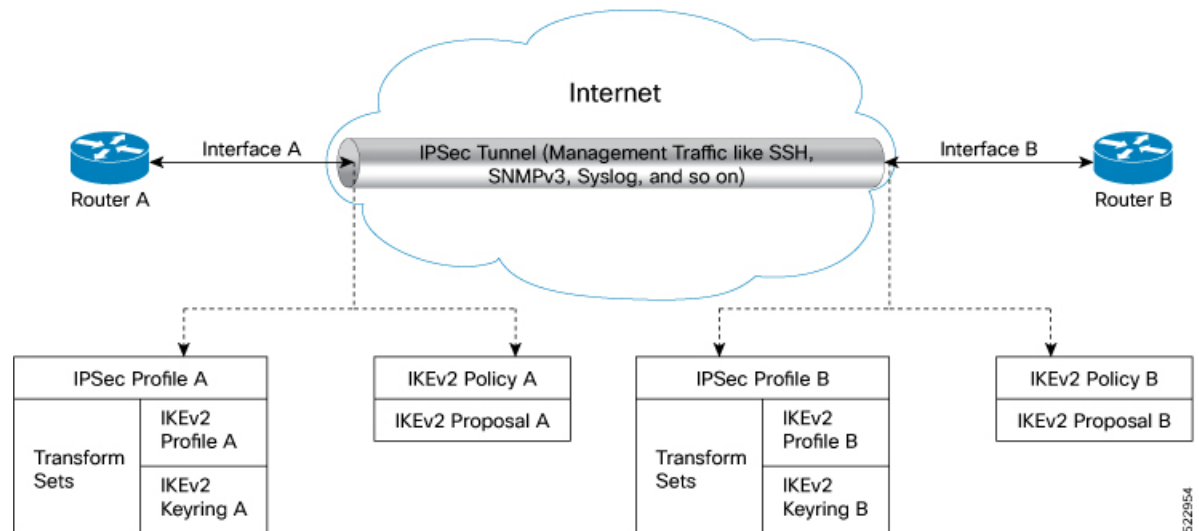 Internet
Interface A
IPSec Tunnel (Management Traffic like SSH,
SNMPv3, Syslog, and so on)
Interface B
Router A
Router B
IPSec Profile A
Transform
Sets
IKEv2
Profile A
IKEv2
Keyring A
IKEv2 Policy A
IKEv2 Proposal A
IPSec Profile B
Transform
Sets
IKEv2
Profile B
IKEv2
Keyring B
IKEv2 Policy B
IKEv2 Proposal B
522954